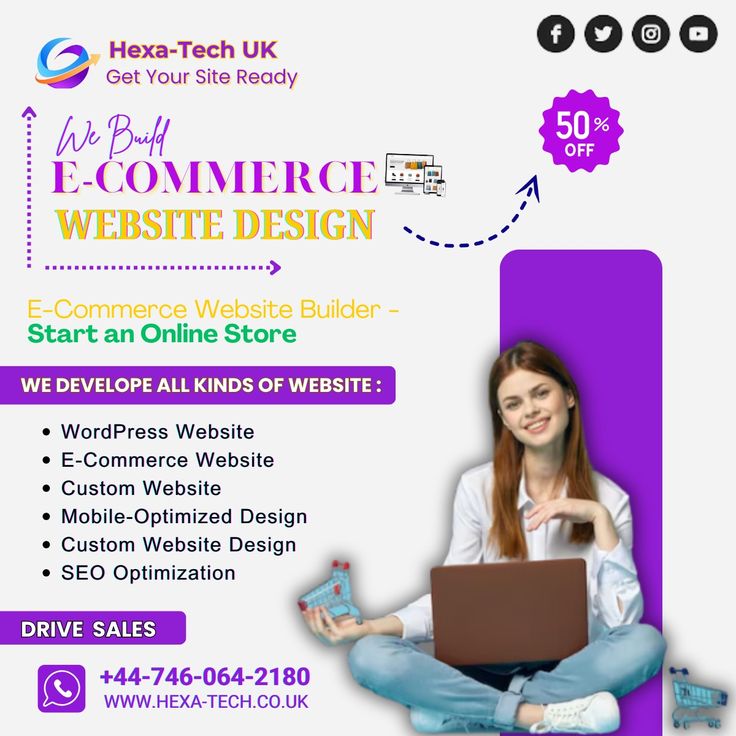 Hexa-Tech UK
Get Your Site Ready
50%
OFF
We Build
E-COMMERCE
WEBSITE DESIGN
E-Commerce Website Builder -
Start an Online Store
WE DEVELOPE ALL KINDS OF WEBSITE :
WordPress Website
E-Commerce Website
Custom Website
Mobile-Optimized Design
Custom Website Design
SEO Optimization
DRIVE SALES
+44-746-064-2180
WWW.HEXA-TECH.CO.UK